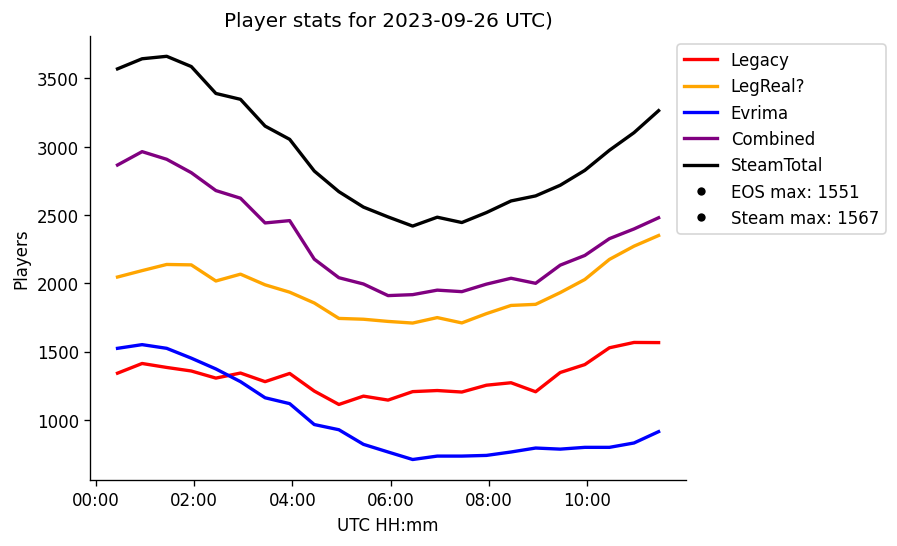 Player stats for 2023-09-26 UTC)
Players
3500
3000
2500
2000
1500
1000
00:00 02:00 04:00 06:00 08:00 10:00
UTC HH:mm
Legacy
LegReal?
Evrima
Combined
SteamTotal
EOS max: 1551
Steam max: 1567